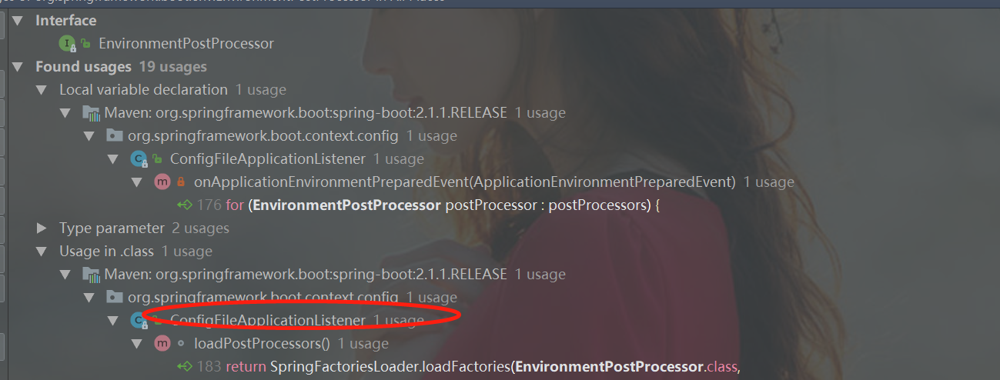 Interface
EnvironmentPostProcessor
Found usages 19 usages
Local variable declaration 1 usage
Maven: org.springframework.boot:spring-boot:2.1.1.RELEASE 1 usage
org.springframework.boot.context.config 1 usage
ConfigFileApplicationListener 1 usage
onApplicationEnvironmentPreparedEvent(ApplicationEnvironmentPreparedEvent) 1 usage
176 for (EnvironmentPostProcessor postProcessor : postProcessors) {
Type parameter 2 usages
Usage in .class 1 usage
Maven: org.springframework.boot:spring-boot:2.1.1.RELEASE 1 usage
org.springframework.boot.context.config 1 usage
ConfigFileApplicationListener 1 usage
loadPostProcessors() 1 usage
183 return SpringFactoriesLoader.loadFactories(EnvironmentPostProcessor.class,